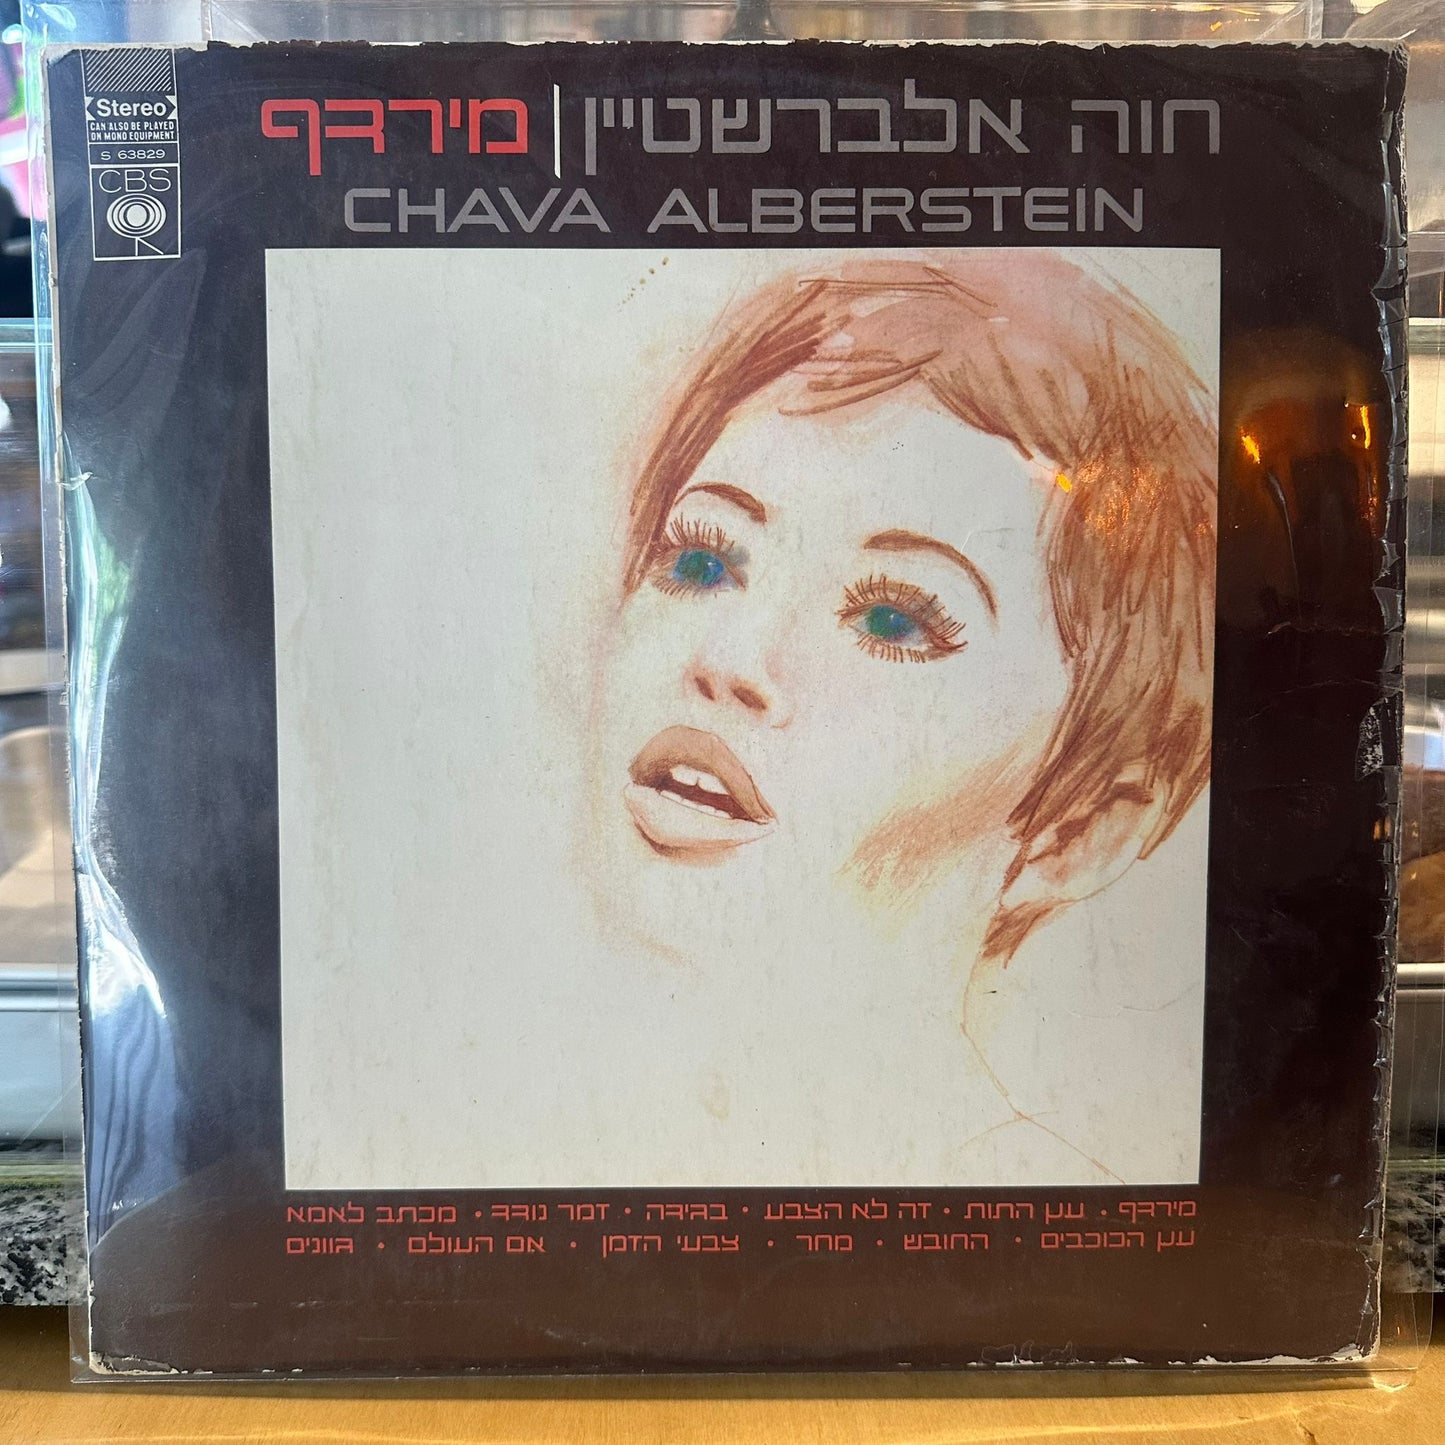 Stereo
CAN ALSO BE PLAYED
ON MONO EQUIPMENT
S 63829
CBS
חוה אלברשטיין | מירדף
CHAVA ALBERSTEIN
מירדף • עץ התות • זה לא הצבע • בגידה • זמר נודד • מכתב לאמא
עץ הכוכבים • החובש • מחר • צבעי הזמן • אם העולם • גוונים